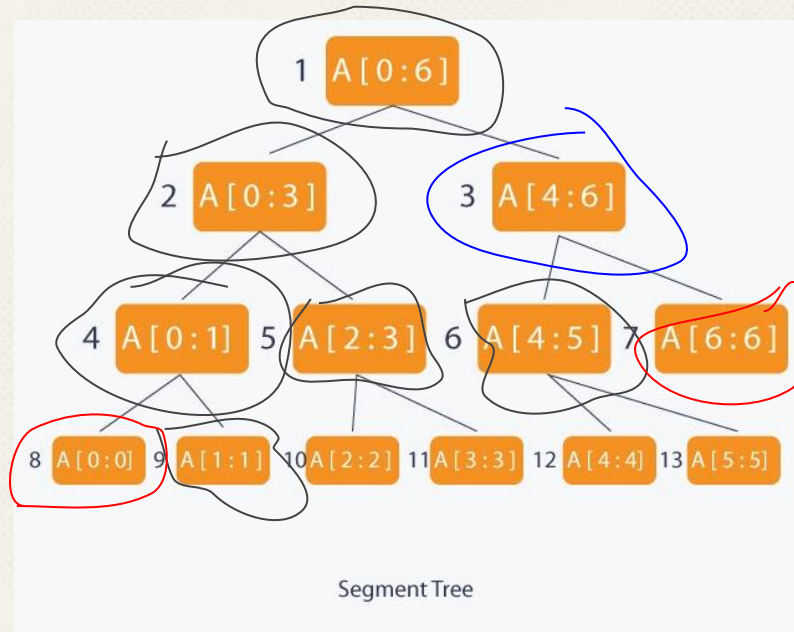 1 A[0:6]
2 A[0:3] 3 A[4:6]
4 A[0:1] 5 A[2:3] 6 A[4:5] 7 A[6:6]
8 A[0:0] 9 A[1:1] 10 A[2:2] 11 A[3:3] 12 A[4:4] 13 A[5:5]
Segment Tree